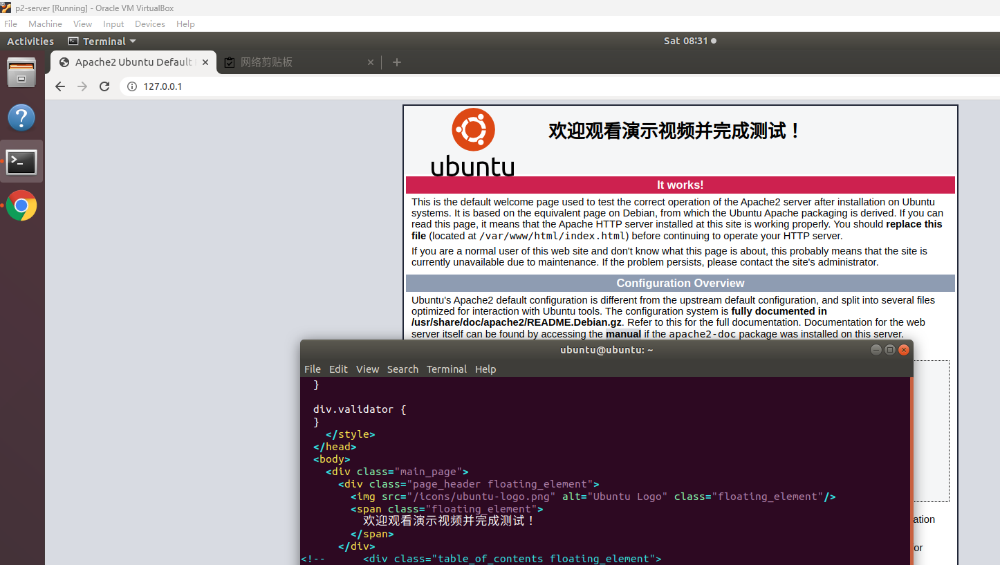 p2-server [Running] - Oracle VM VirtualBox
File Machine View Input Devices Help
Activities Terminal Sat 08:31
Apache2 Ubuntu Default 网络剪贴板
127.0.0.1
ubuntu
欢迎观看演示视频并完成测试！
It works!
This is the default welcome page used to test the correct operation of the Apache2 server after installation on Ubuntu
systems. It is based on the equivalent page on Debian, from which the Ubuntu Apache packaging is derived. If you can
read this page, it means that the Apache HTTP server installed at this site is working properly. You should replace this
file (located at /var/www/html/index.html) before continuing to operate your HTTP server.
If you are a normal user of this web site and don't know what this page is about, this probably means that the site is
currently unavailable due to maintenance. If the problem persists, please contact the site's administrator.
Configuration Overview
Ubuntu's Apache2 default configuration is different from the upstream default configuration, and split into several files
optimized for interaction with Ubuntu tools. The configuration system is fully documented in
/usr/share/doc/apache2/README.Debian.gz. Refer to this for the full documentation. Documentation for the web
server itself can be found by accessing the manual if the apache2-doc package was installed on this server.
ubuntu@ubuntu: ~
File Edit View Search Terminal Help
}
div.validator {
}
</style>
</head>
<body>
<div class="main_page">
<div class="page_header floating_element">
<img src="/icons/ubuntu-logo.png" alt="Ubuntu Logo" class="floating_element"/>
<span class="floating_element">
欢迎观看演示视频并完成测试！
</span>
</div>
<!-- <div class="table_of_contents floating_element">
ation
or